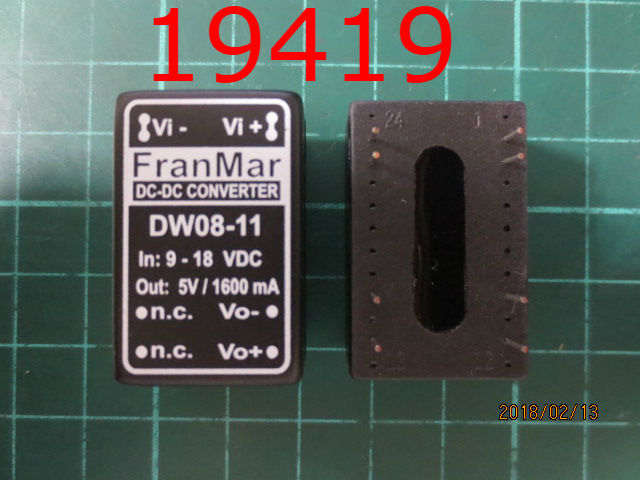 19419
Vi - Vi +
FranMar
DC-DC CONVERTER
DW08-11
In: 9 - 18 VDC
Out: 5V / 1600 mA
n.c. Vo-
n.c. Vo+
24 1
2018/02/13